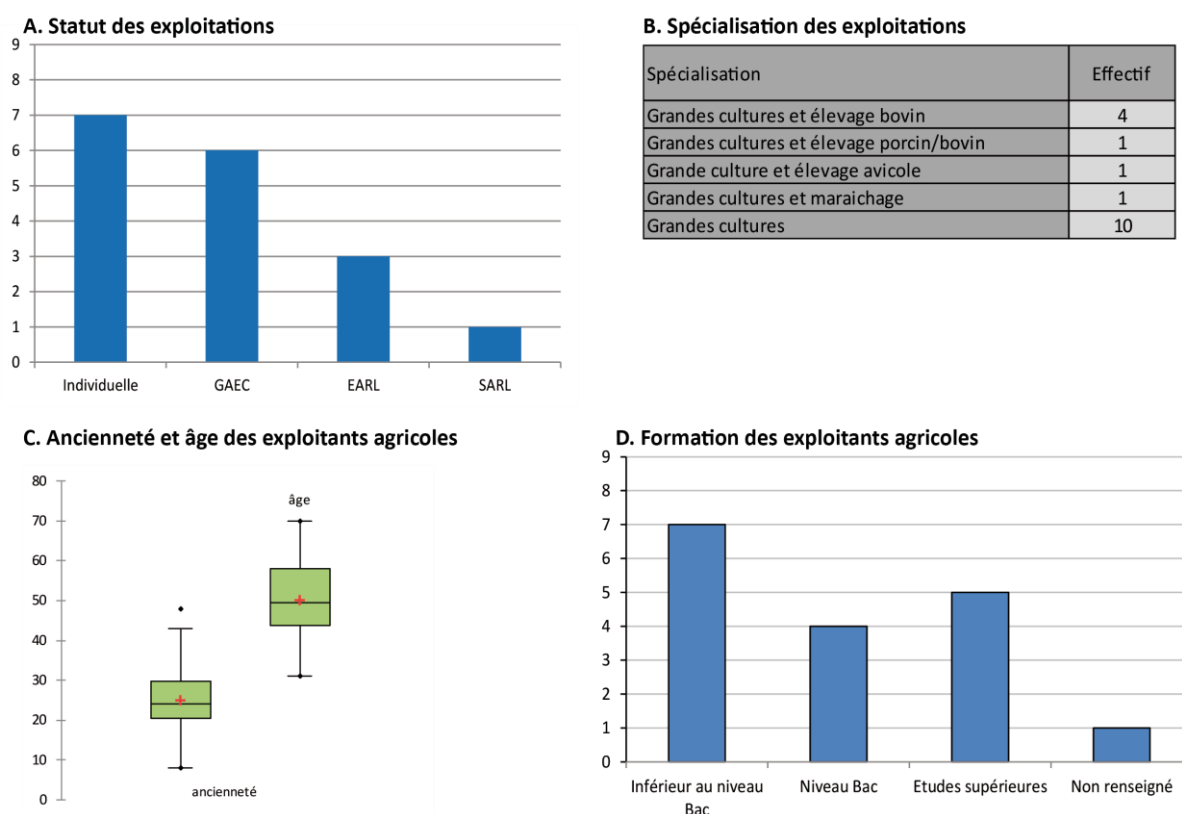 A. Statut des exploitations
9
8
7
6
5
4
3
2
1
0
Individuelle GAEC EARL SARL
B. Spécialisation des exploitations
Spécialisation Effectif
Grandes cultures et élevage bovin 4
Grandes cultures et élevage porcin/bovin 1
Grande culture et élevage avicole 1
Grandes cultures et maraichage 1
Grandes cultures 10
C. Ancienneté et âge des exploitants agricoles
80
70
60
50
40
30
20
10
0
âge
ancienneté
D. Formation des exploitants agricoles
9
8
7
6
5
4
3
2
1
0
Inférieur au niveau Niveau Bac Etudes supérieures Non renseigné
Bac